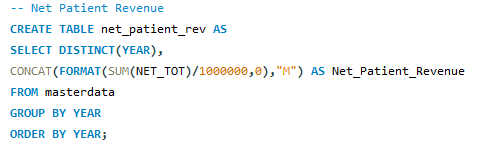 -- Net Patient Revenue
CREATE TABLE net_patient_rev AS
SELECT DISTINCT(YEAR),
CONCAT(FORMAT(SUM(NET_TOT)/1000000,0),"M") AS Net_Patient_Revenue
FROM masterdata
GROUP BY YEAR
ORDER BY YEAR;